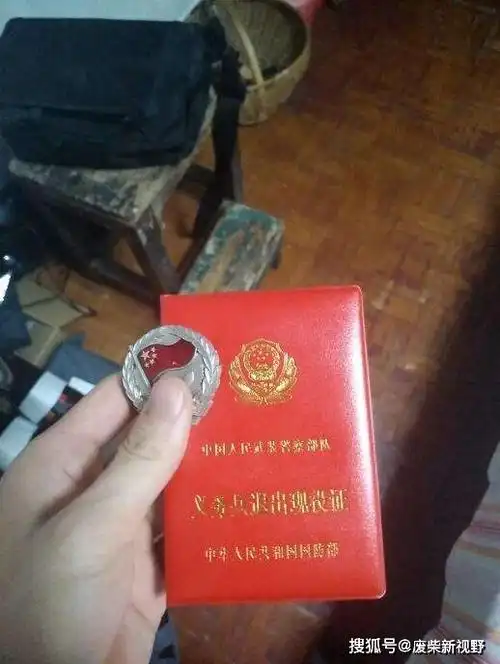 中国人民武装警察部队
义务兵退出现役证
中华人民共和国国防部
搜狐号@废柴新视野